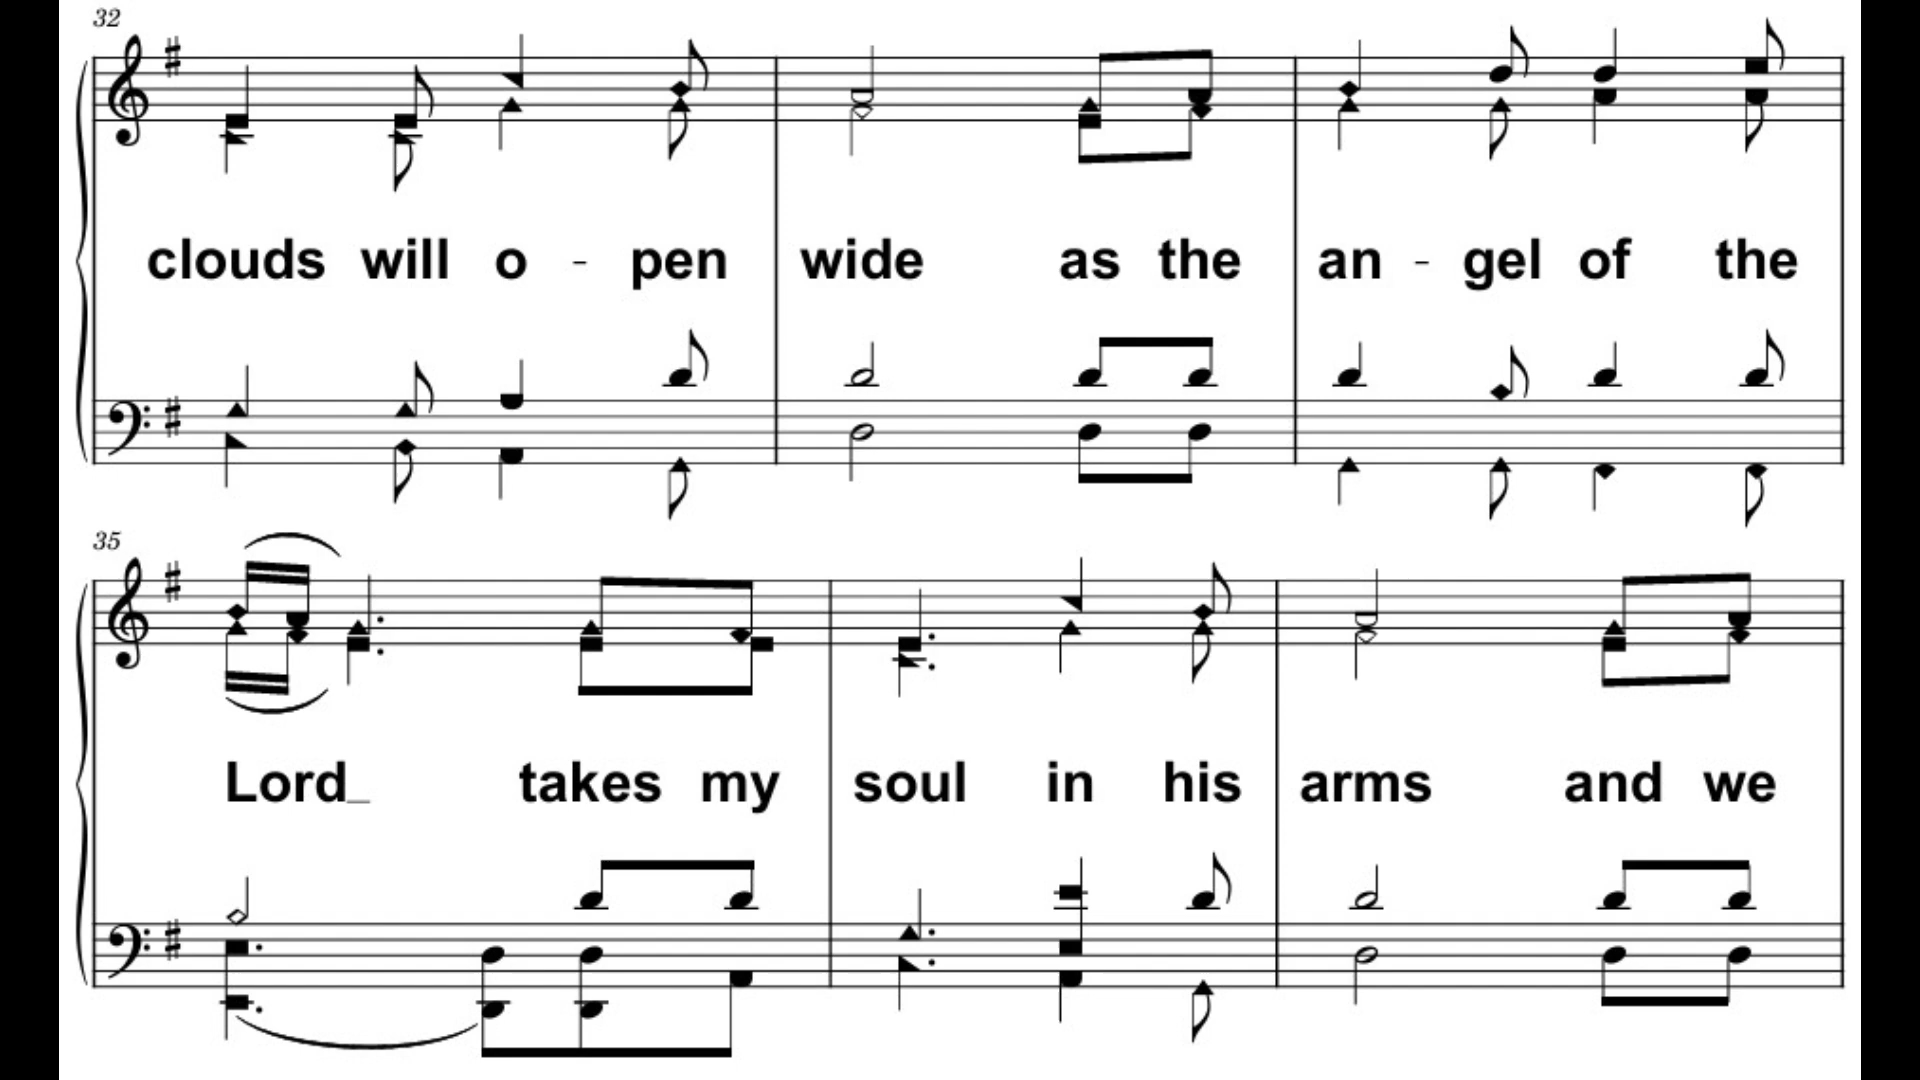 32
clouds will o - pen wide as the an - gel of the
35
Lord_ takes my soul in his arms and we